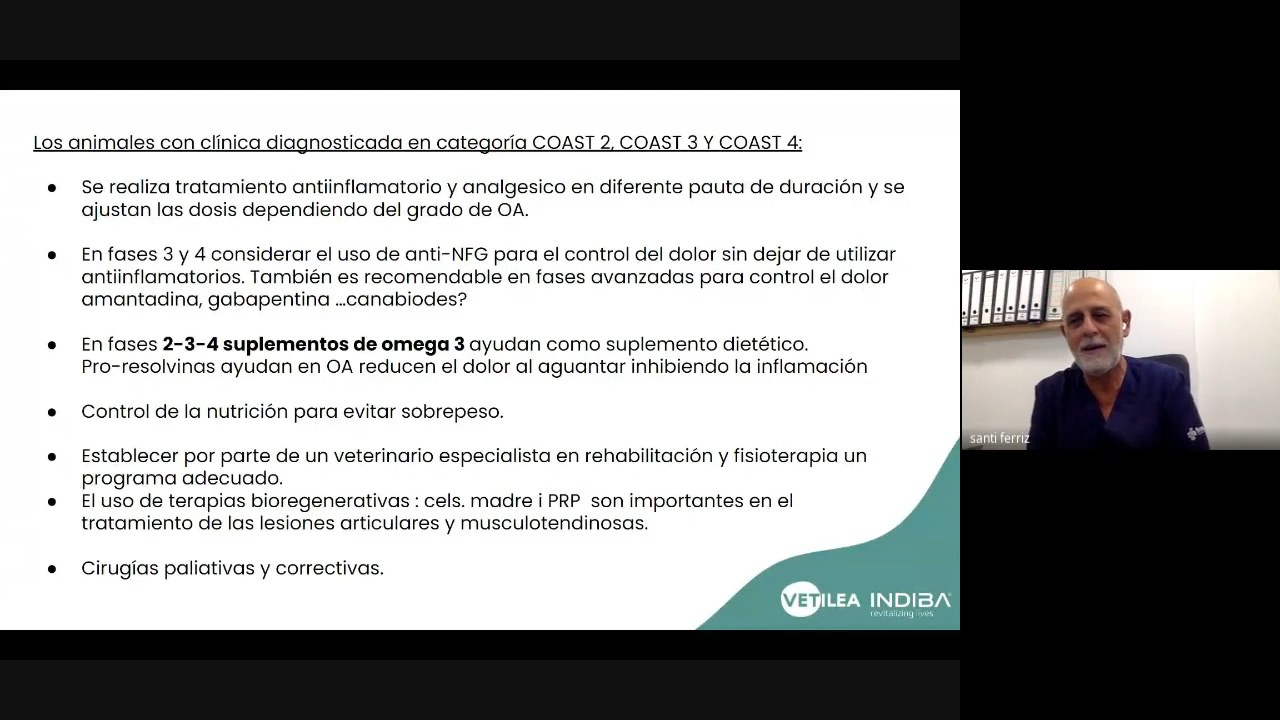 Los animales con clínica diagnosticada en categoría COAST 2, COAST 3 Y COAST 4:
● Se realiza tratamiento antiinflamatorio y analgesico en diferente pauta de duración y se
ajustan las dosis dependiendo del grado de OA.
● En fases 3 y 4 considerar el uso de anti-NFG para el control del dolor sin dejar de utilizar
antiinflamatorios. También es recomendable en fases avanzadas para control el dolor
amantadina, gabapentina ...canabiodes?
● En fases 2-3-4 suplementos de omega 3 ayudan como suplemento dietético.
Pro-resolvinas ayudan en OA reducen el dolor al aguantar inhibiendo la inflamación
● Control de la nutrición para evitar sobrepeso.
● Establecer por parte de un veterinario especialista en rehabilitación y fisioterapia un
programa adecuado.
● El uso de terapias bioregenerativas : cels. madre i PRP son importantes en el
tratamiento de las lesiones articulares y musculotendinosas.
● Cirugías paliativas y correctivas.
VETILEA INDIBA®
revitalizing lives
santi ferriz